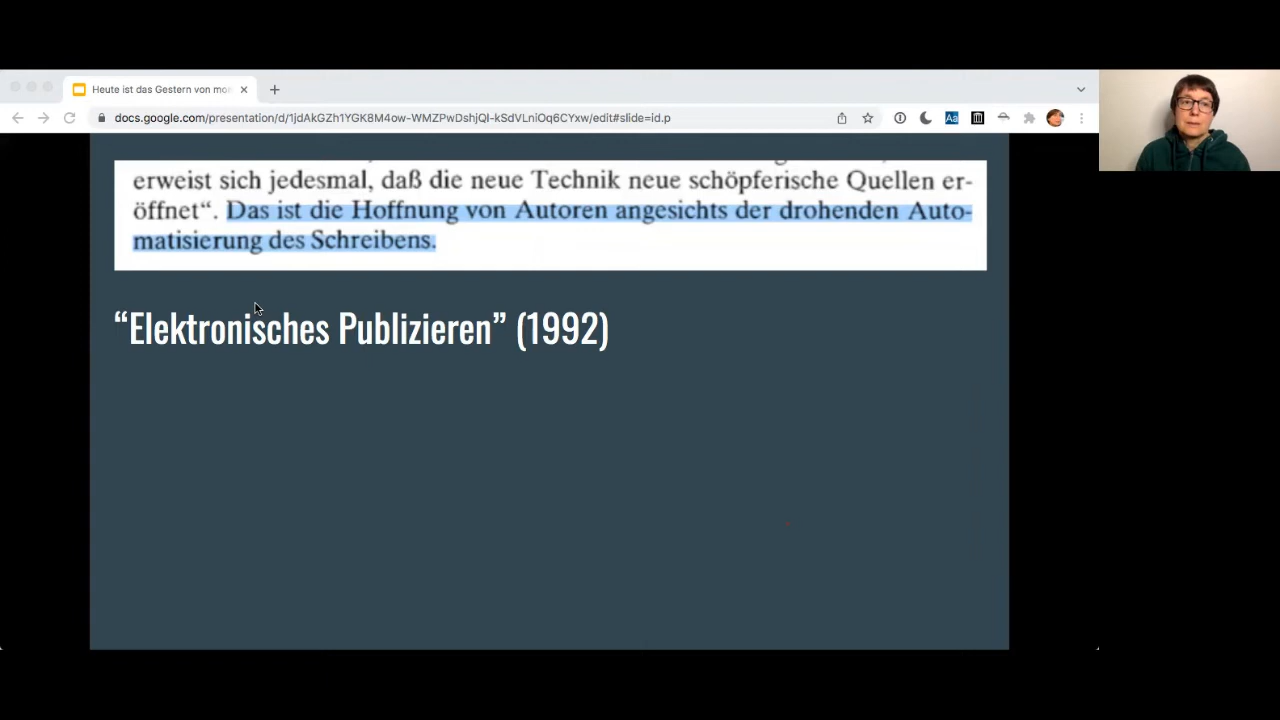 Heute ist das Gestern von mo
docs.google.com/presentation/d/1jdAkGZh1YGK8M4ow-WMZPwDshjQI-kSdVLniOq6CYxw/edit#slide=id.p
Aa
erweist sich jedesmal, daß die neue Technik neue schöpferische Quellen er-
öffnet“. Das ist die Hoffnung von Autoren angesichts der drohenden Auto-
matisierung des Schreibens.
“Elektronisches Publizieren” (1992)